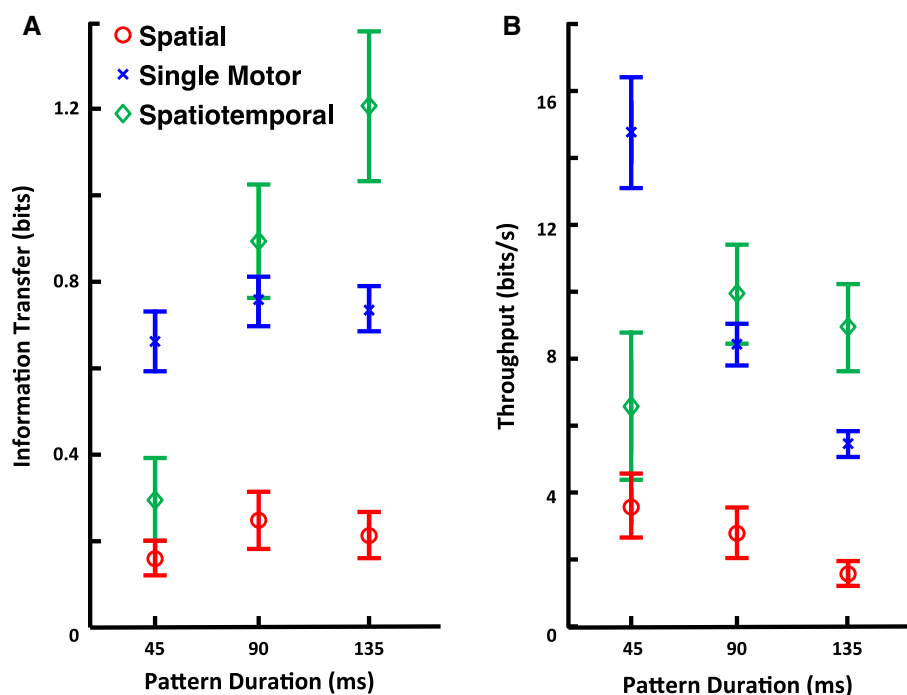 A
Spatial
Single Motor
Spatiotemporal
Information Transfer (bits)
1.2
0.8
0.4
0
45 90 135
Pattern Duration (ms)
B
Throughput (bits/s)
16
12
8
4
0
45 90 135
Pattern Duration (ms)